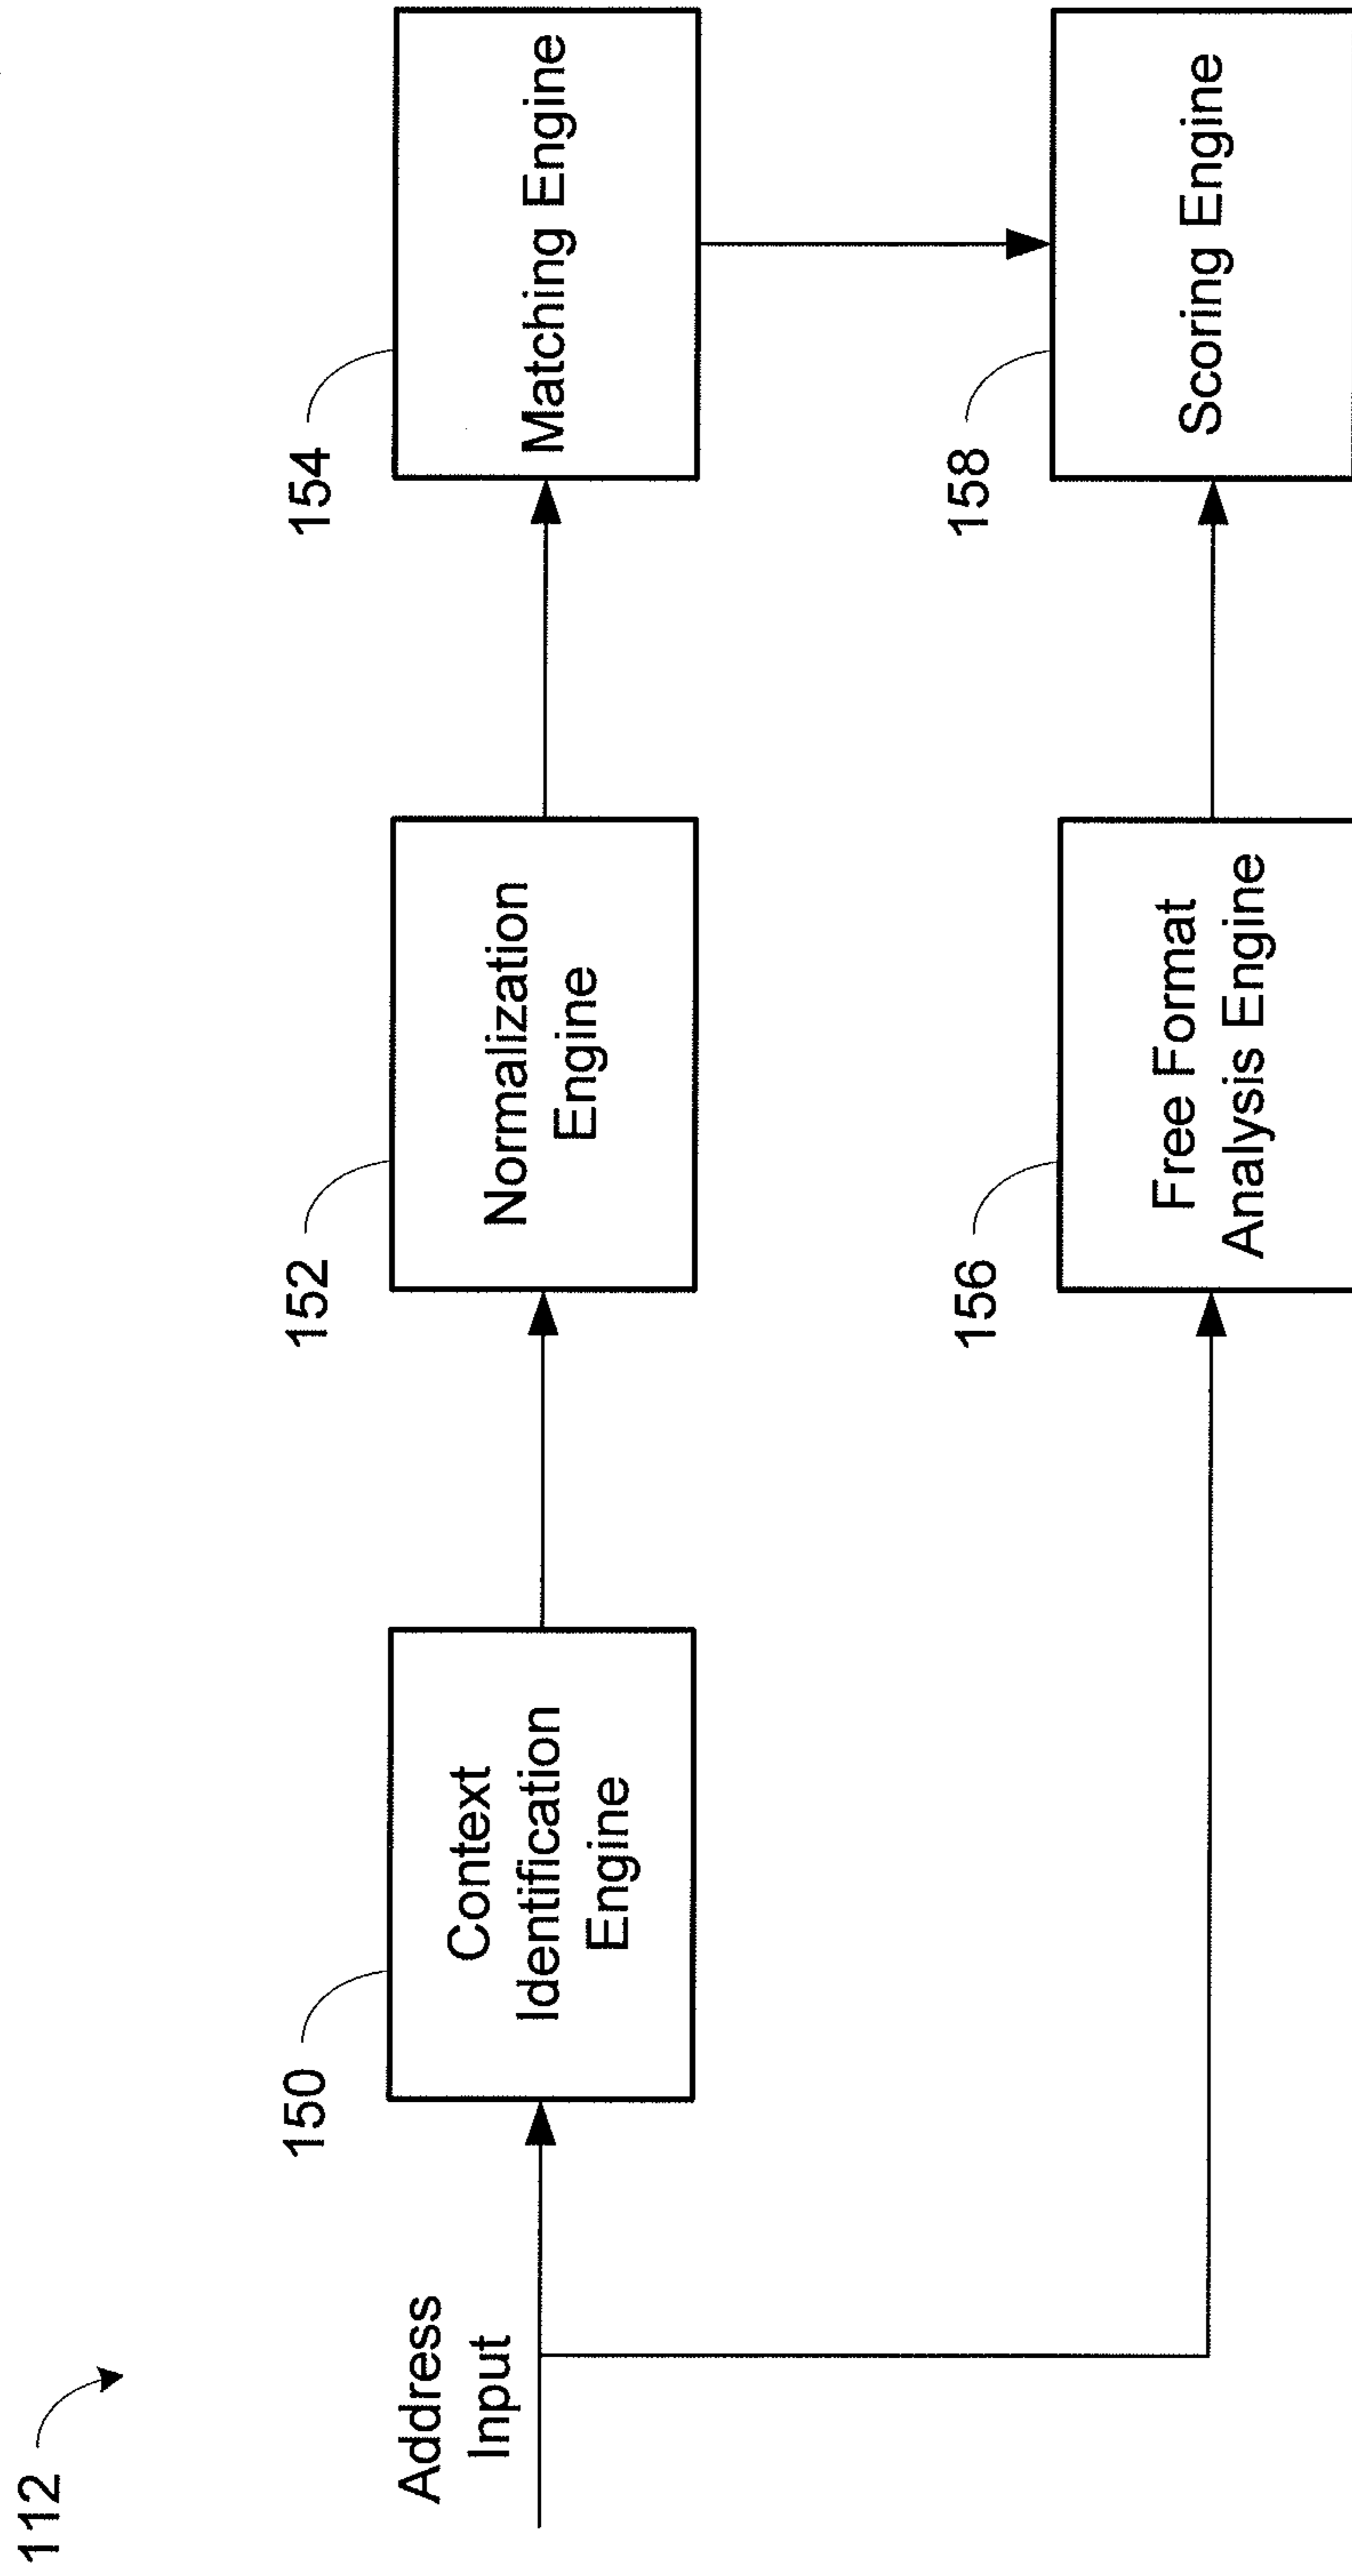 112
Address
Input
150
Context
Identification
Engine
152
Normalization
Engine
154
Matching Engine
156
Free Format
Analysis Engine
158
Scoring Engine